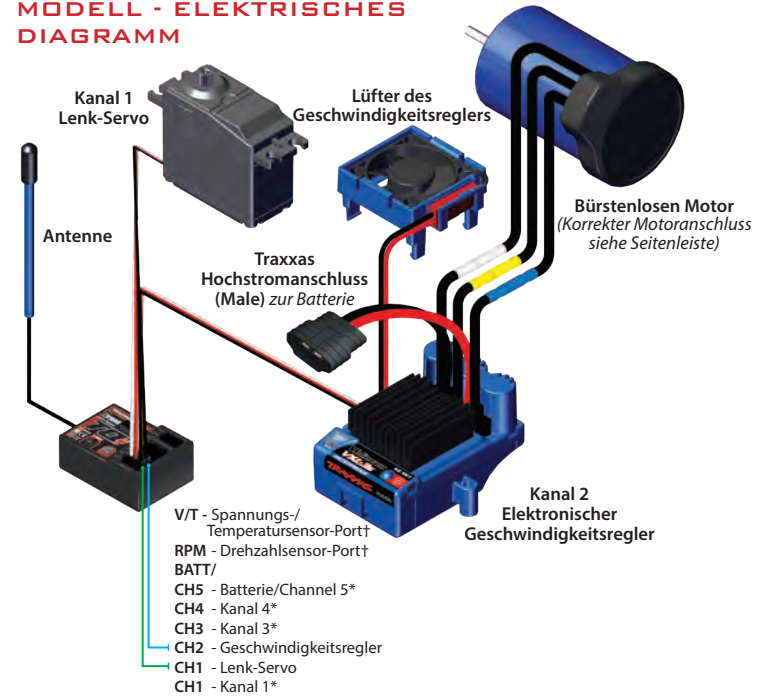 MODELL - ELEKTRISCHES
DIAGRAMM
Kanal 1
Lenk-Servo
Lüfter des
Geschwindigkeitsreglers
Antenne
Traxxas
Hochstromanschluss
(Male) zur Batterie
Bürstenlosen Motor
(Korrekter Motoranschluss
siehe Seitenleiste)
TRAXXAS
Kanal 2
Elektronischer
Geschwindigkeitsregler
V/T - Spannungs-/
Temperatursensor-Port†
RPM - Drehzahlsensor-Port†
BATT/
CH5 - Batterie/Channel 5*
CH4 - Kanal 4*
CH3 - Kanal 3*
CH2 - Geschwindigkeitsregler
CH1 - Lenk-Servo
CH1 - Kanal 1*